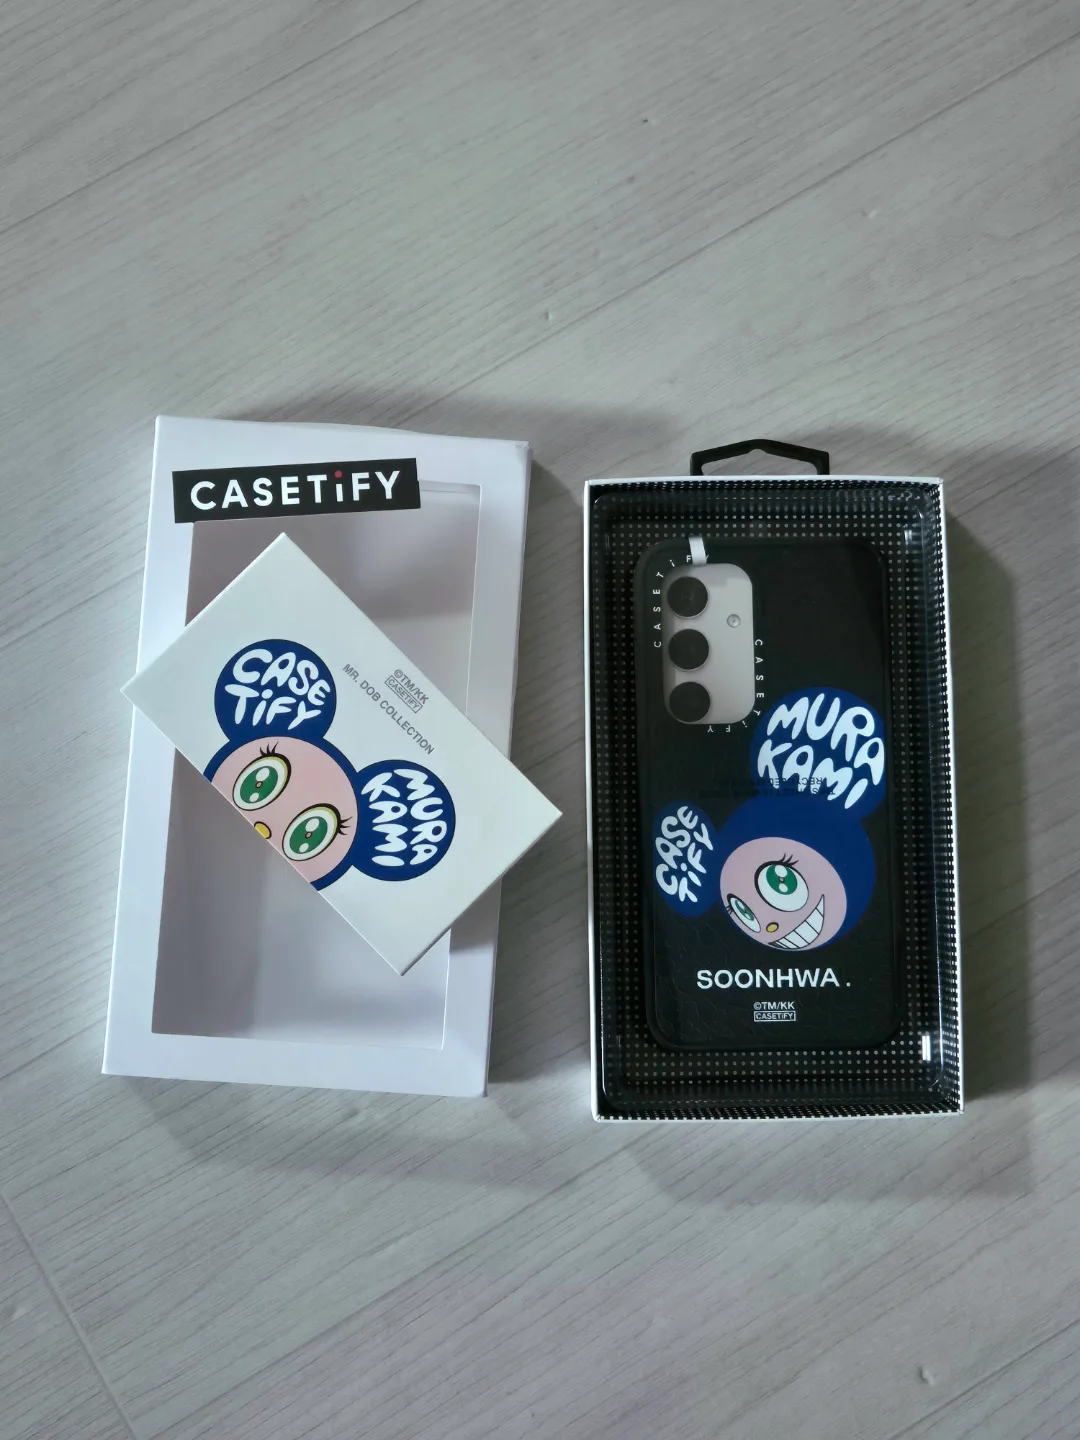 CASETiFY
CASE
TiFY
MURA
KAMI
©TM/KK
CASETiFY
MR. DOB COLLECTION
CASETiF
CASETiFY
MURA
KAMI
CASE
TiFY
SOONHWA .
©TM/KK
CASETiFY